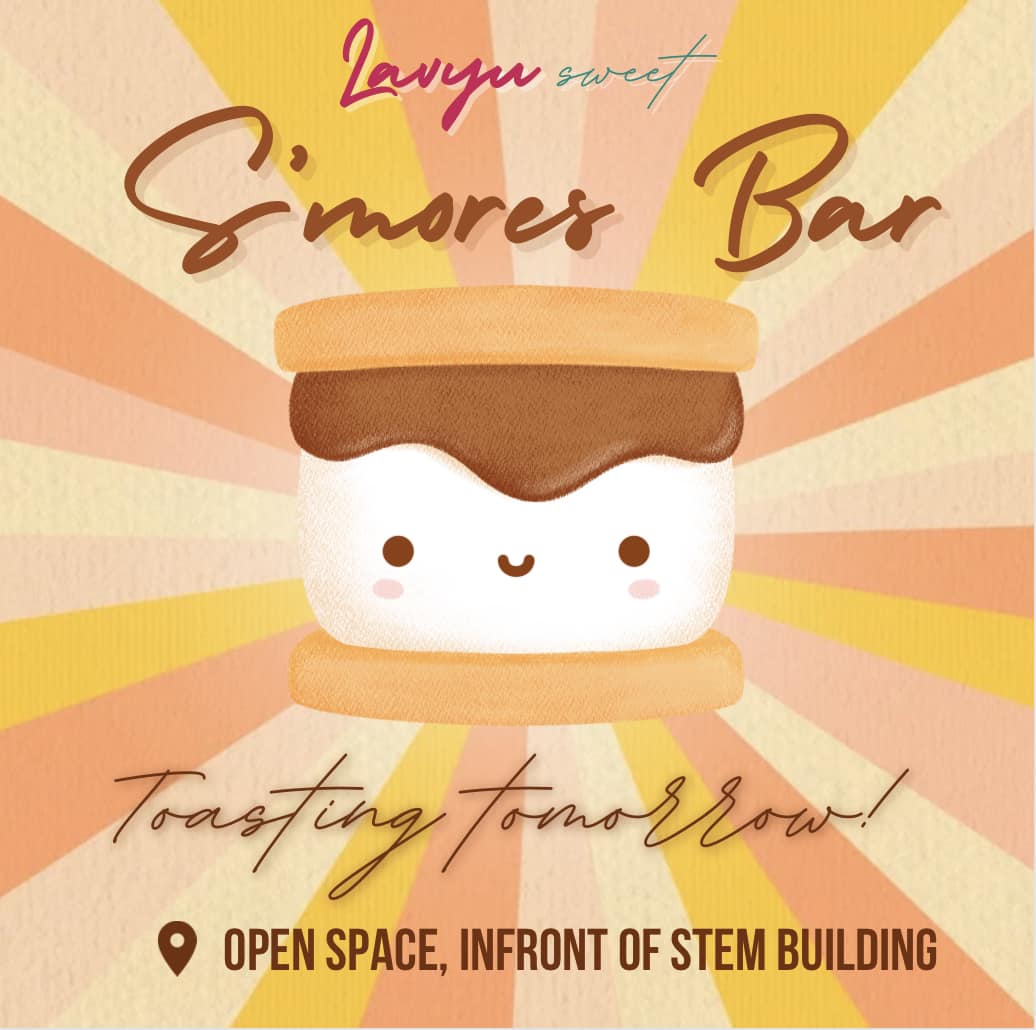 Lavyu sweet
S'mores Bar
Toasting tomorrow!
OPEN SPACE, INFRONT OF STEM BUILDING